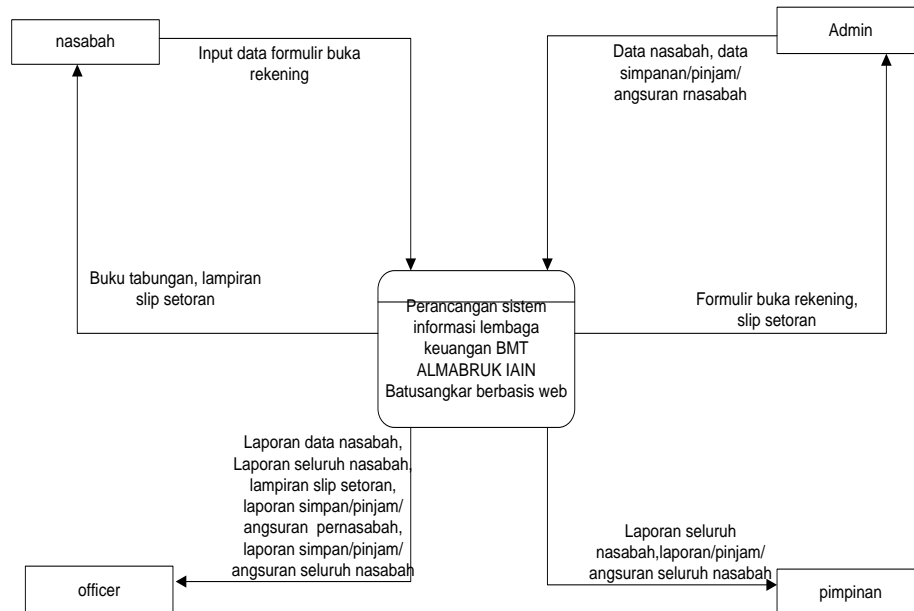 nasabah
Input data formulir buka
rekening
Admin
Data nasabah, data
simpanan/pinjam/
angsuran rnasabah
Buku tabungan, lampiran
slip setoran
Perancangan sistem
informasi lembaga
keuangan BMT
ALMABRUK IAIN
Batusangkar berbasis web
Formulir buka rekening,
slip setoran
Laporan data nasabah,
Laporan seluruh nasabah,
lampiran slip setoran,
laporan simpan/pinjam/
angsuran pernasabah,
laporan simpan/pinjam/
angsuran seluruh nasabah
officer
Laporan seluruh
nasabah,laporan/pinjam/
angsuran seluruh nasabah
pimpinan